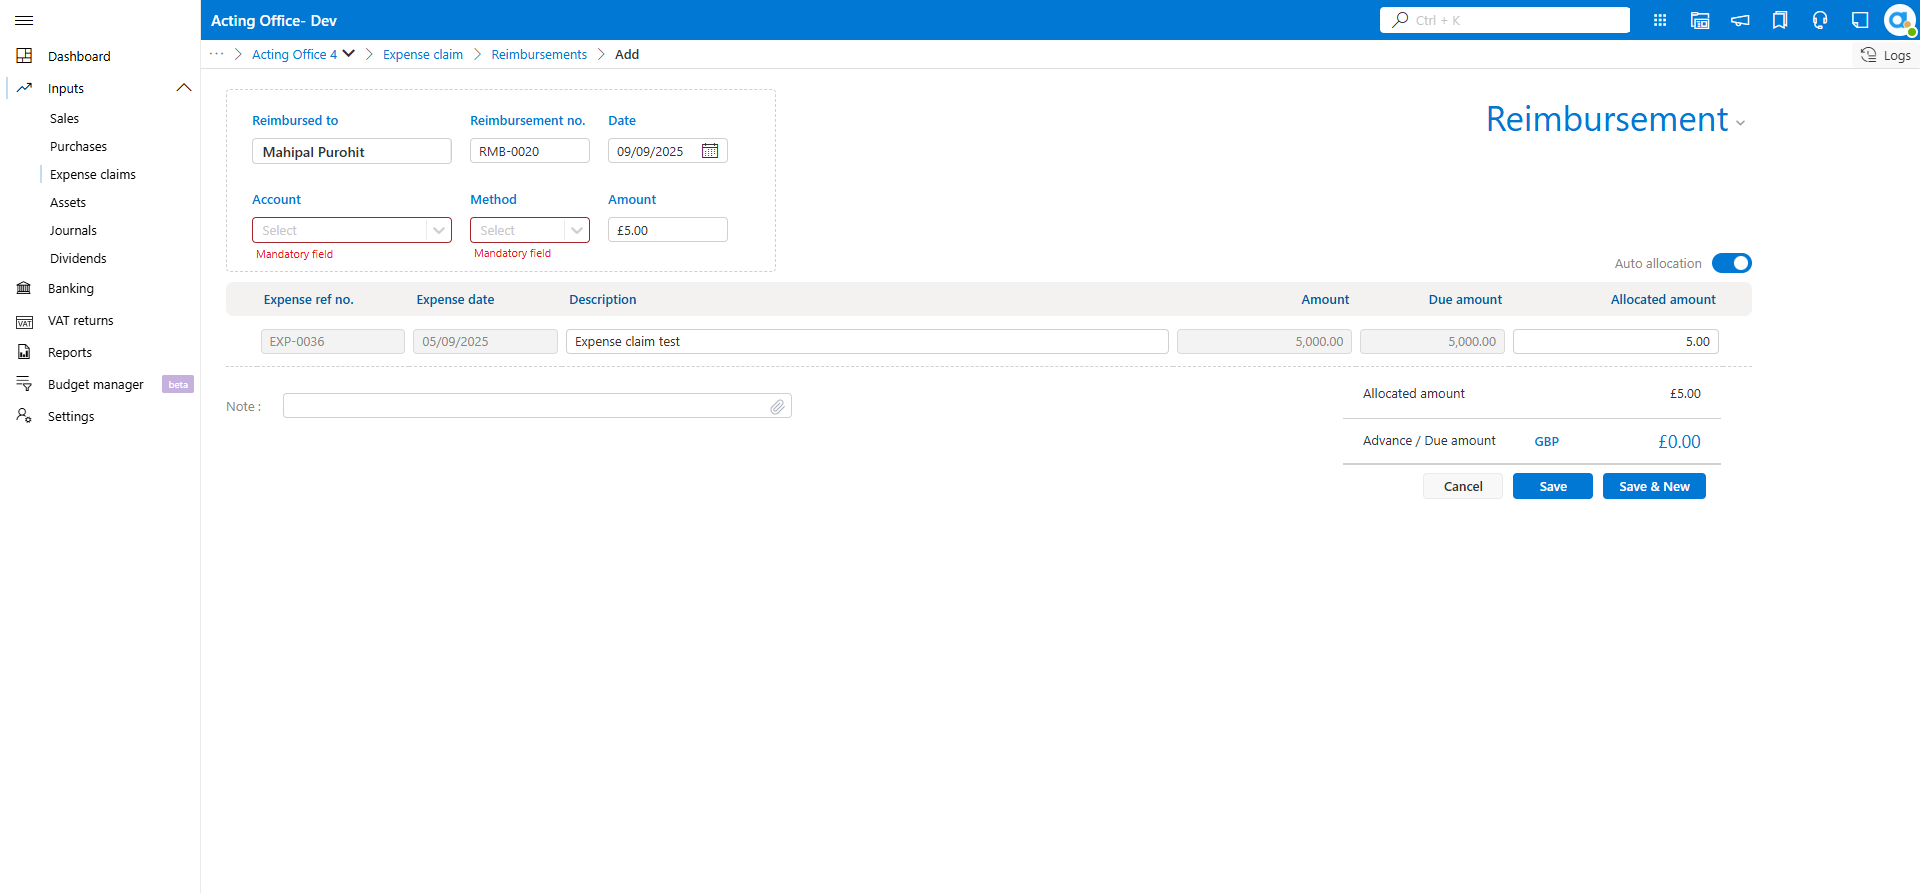 Acting Office- Dev
Ctrl + K
Dashboard
Inputs
Sales
Purchases
Expense claims
Assets
Journals
Dividends
Banking
VAT
VAT returns
Reports
Budget manager
beta
Settings
Acting Office 4
Expense claim
Reimbursements
Add
Logs
Reimbursed to
Reimbursement no.
Date
Mahipal Purohit
RMB-0020
09/09/2025
Account
Method
Amount
Select
Select
£5.00
Mandatory field
Mandatory field
Reimbursement
Auto allocation
Expense ref no.
Expense date
Description
Amount
Due amount
Allocated amount
EXP-0036
05/09/2025
Expense claim test
5,000.00
5,000.00
5.00
Note :
Allocated amount
£5.00
Advance / Due amount
GBP
£0.00
Cancel
Save
Save & New